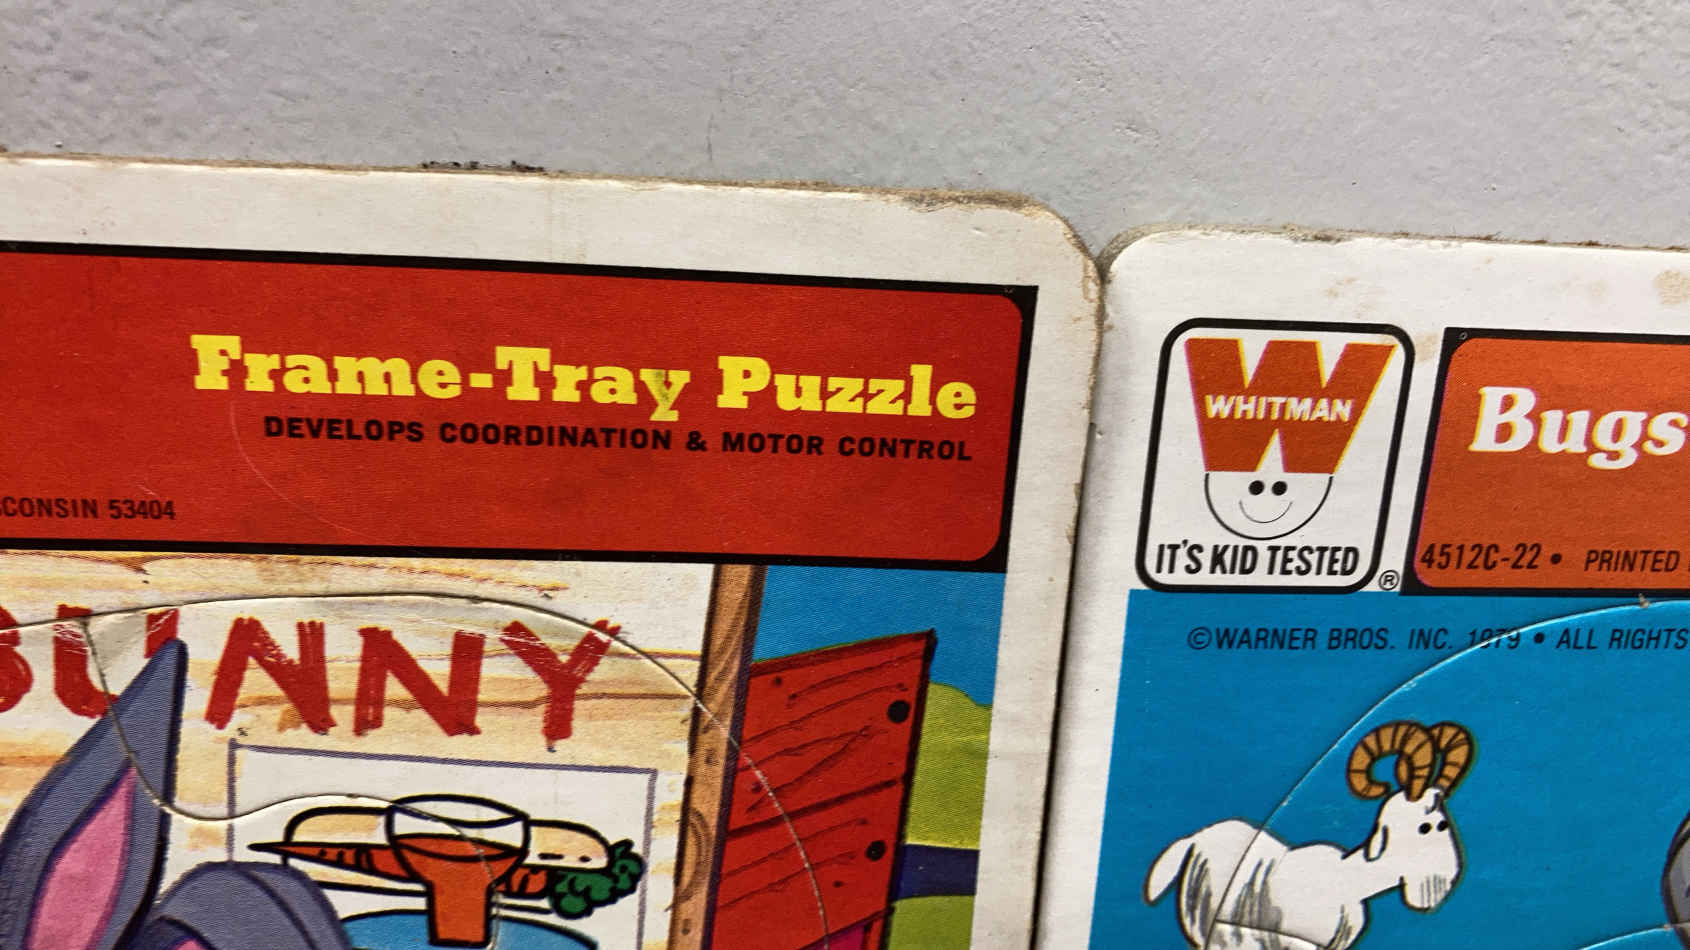 Frame-Tray Puzzle
DEVELOPS COORDINATION & MOTOR CONTROL
CONSIN 53404
BUNNY
WHITMAN
IT'S KID TESTED
®
Bugs
4512C-22 • PRINTED
©WARNER BROS. INC. 1979 • ALL RIGHTS